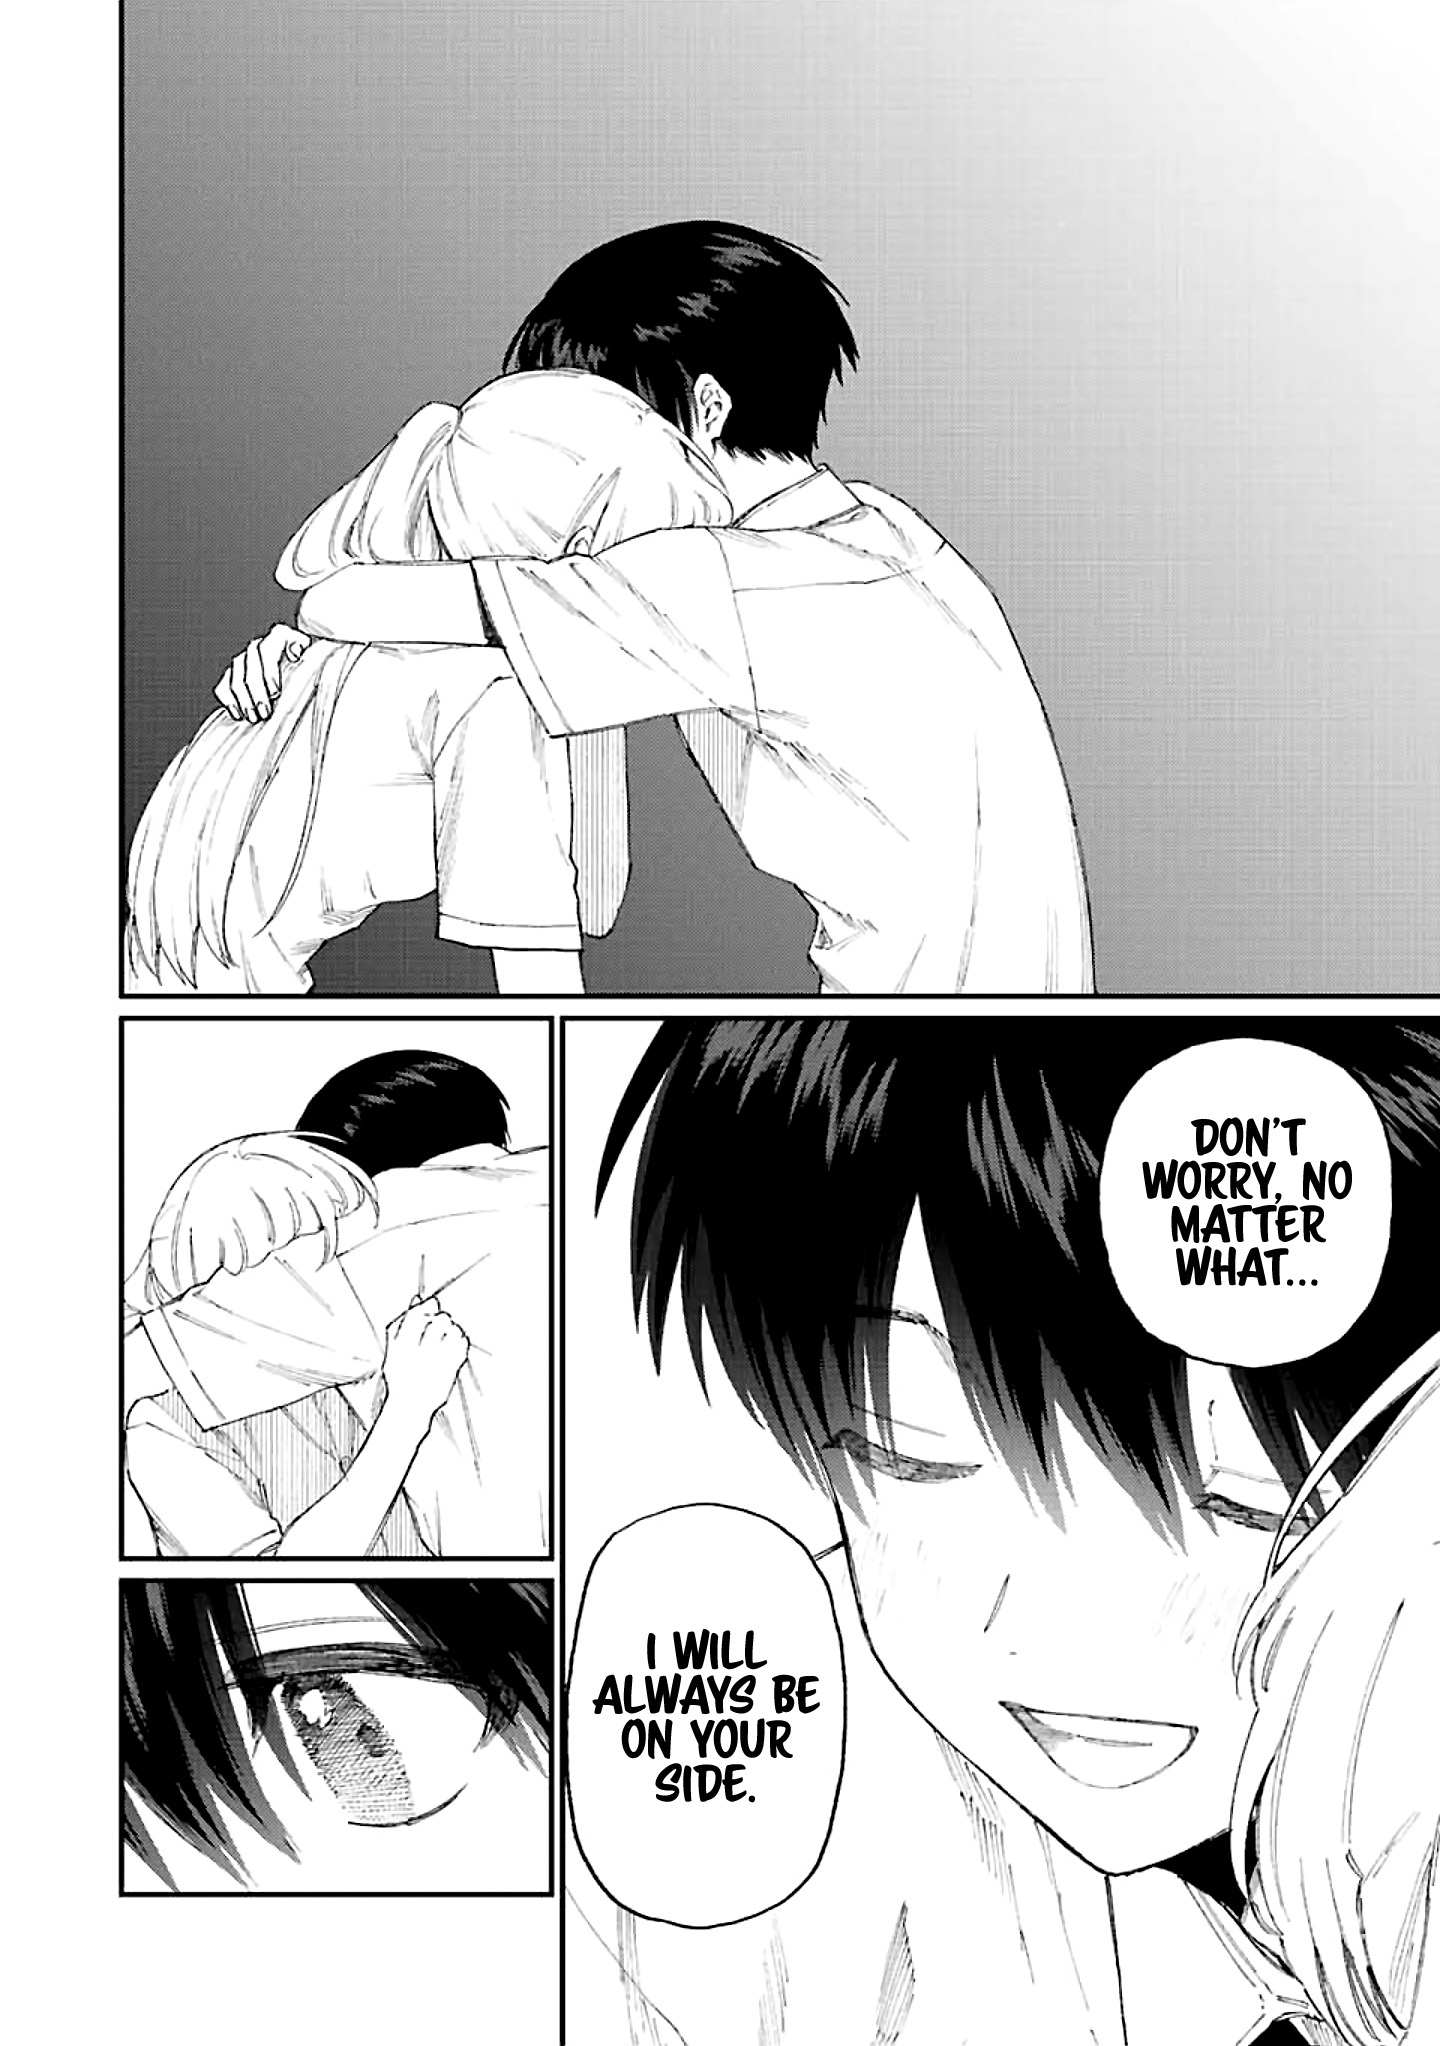 DON'T
WORRY, NO
MATTER
WHAT...
I WILL
ALWAYS BE
ON YOUR
SIDE.